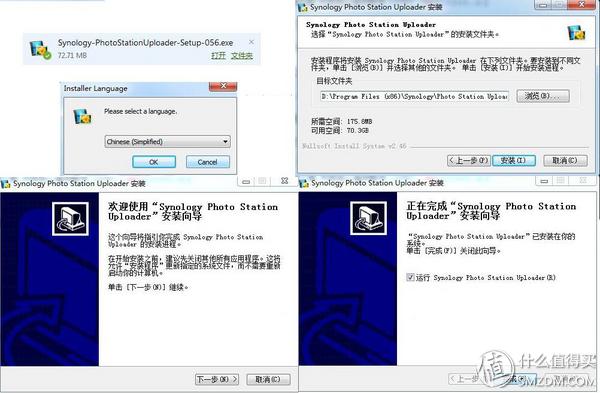 Synology-PhotoStationUploader-Setup-056.exe
72.71 MB
打开 文件夹
Installer Language
Please select a language.
Chinese (Simplified)
OK
Cancel
Synology Photo Station Uploader 安装
Synology Photo Station Uploader
选择“Synology Photo Station Uploader”的安装文件夹。
安装程序将安装 Synology Photo Station Uploader 在下列文件夹。要安装到不同文
件夹，单击 [浏览(B)] 并选择其他的文件夹。 单击 [安装(I)] 开始安装进程。
目标文件夹
D:\Program Files (x86)\Synology\Photo Station Uploa
浏览(B)...
所需空间: 175.8MB
可用空间: 70.3GB
Nullsoft Install System v2.46
< 上一步(P)
安装(I)
取消(C)
Synology Photo Station Uploader 安装
欢迎使用“Synology Photo Station
Uploader”安装向导
这个向导将指引你完成 Synology Photo Station
Uploader 的安装进程。
在开始安装之前，建议先关闭其他所有应用程序。这将
允许“安装程序”更新指定的系统文件，而不需要重新
启动你的计算机。
单击 [下一步(N)] 继续。
下一步(N) >
取消(C)
Synology Photo Station Uploader 安装
正在完成“Synology Photo Station
Uploader”安装向导
“Synology Photo Station Uploader”已安装在你的
系统。
单击 [完成(F)] 关闭此向导。
运行 Synology Photo Station Uploader(R)
< 上一步(P)
取消(C)
值 什么值得买
SMZDM.COM